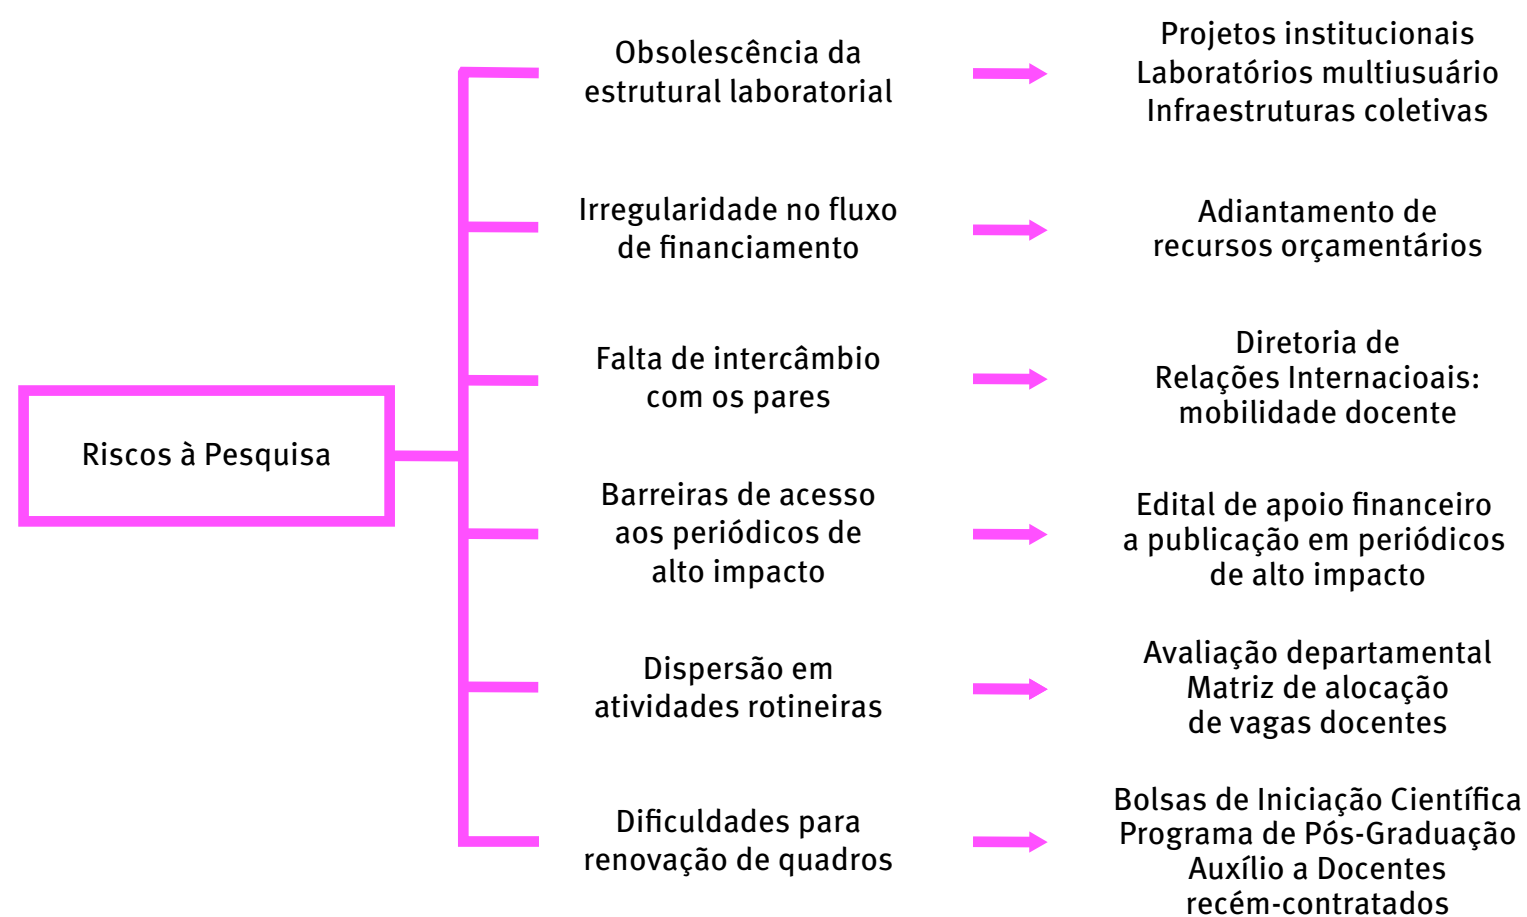 Riscos à Pesquisa
Obsolescência da
estrutural laboratorial
Projetos institucionais
Laboratórios multiusuário
Infraestruturas coletivas
Irregularidade no fluxo
de financiamento
Adiantamento de
recursos orçamentários
Falta de intercâmbio
com os pares
Diretoria de
Relações Internacioais:
mobilidade docente
Barreiras de acesso
aos periódicos de
alto impacto
Edital de apoio financeiro
a publicação em periódicos
de alto impacto
Dispersão em
atividades rotineiras
Avaliação departamental
Matriz de alocação
de vagas docentes
Dificuldades para
renovação de quadros
Bolsas de Iniciação Científica
Programa de Pós-Graduação
Auxílio a Docentes
recém-contratados